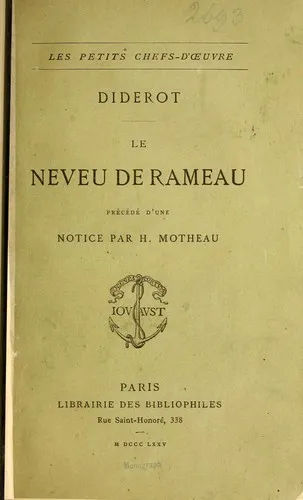 2693
LES PETITS CHEFS-D'ŒUVRE
DIDEROT
LE
NEVEU DE RAMEAU
PRÉCÉDÉ D'UNE
NOTICE PAR H. MOTHEAU
IOV AVST
PARIS
LIBRAIRIE DES BIBLIOPHILES
Rue Saint-Honoré, 338
M DCCC LXXV
Monograph